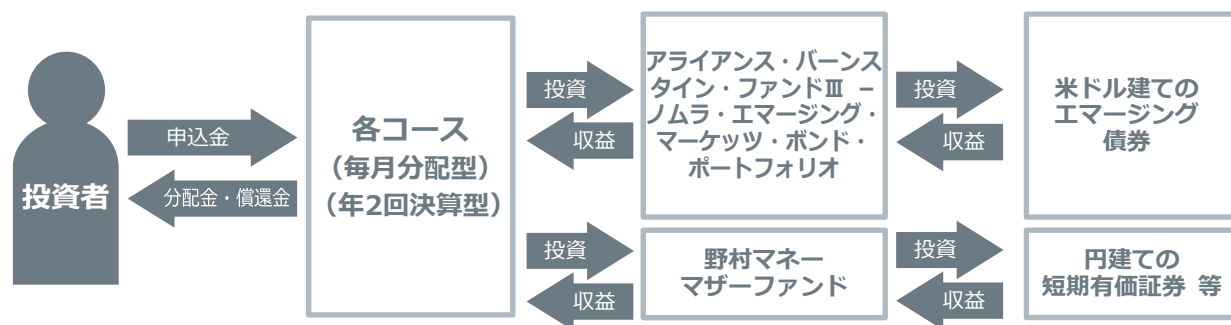 投資者
申込金
分配金・償還金
各コース
（毎月分配型）
（年2回決算型）
投資
収益
アライアンス・バーンス
タイン・ファンドⅢ －
ノムラ・エマージング・
マーケッツ・ボンド・
ポートフォリオ
投資
収益
米ドル建ての
エマージング
債券
投資
収益
野村マネー
マザーファンド
投資
収益
円建ての
短期有価証券 等